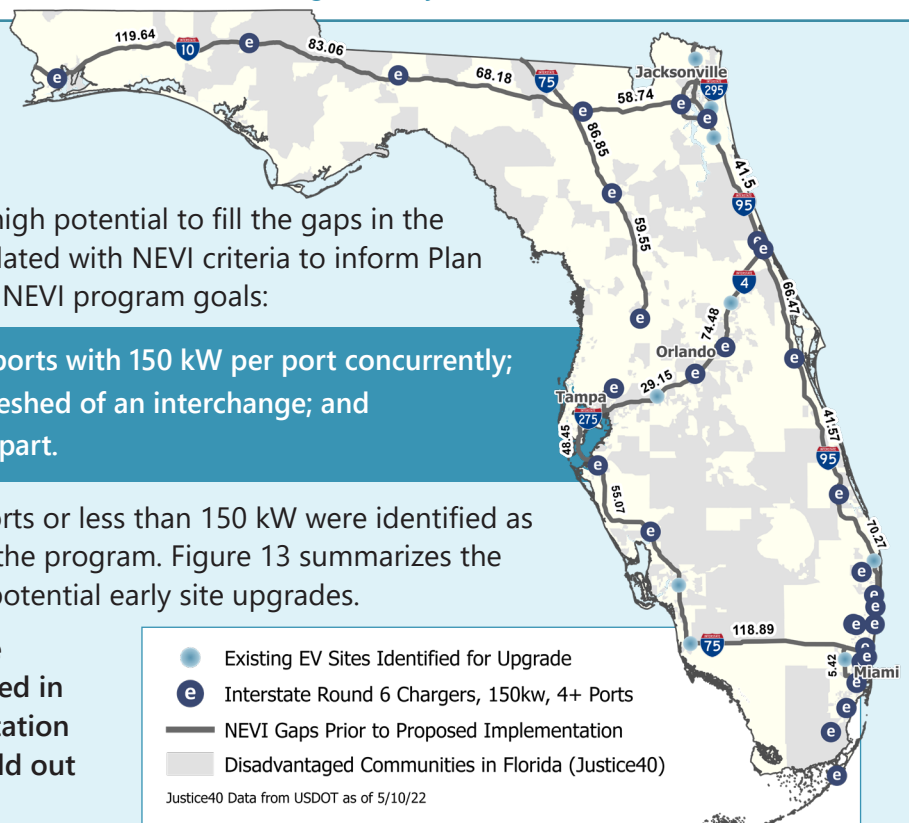 119.64
10
83.06
68.18
75
58.74
Jacksonville
295
86.85
41.5
95
59.55
4
66.47
74.48
Orlando
29.15
Tampa
275
48.45
55.07
41.57
95
70.27
118.89
75
5.42
Miami
high potential to fill the gaps in the
lated with NEVI criteria to inform Plan
NEVI program goals:
ports with 150 kW per port concurrently;
eshed of an interchange; and
part.
orts or less than 150 kW were identified as
the program. Figure 13 summarizes the
potential early site upgrades.
ed in
tation
ld out
Existing EV Sites Identified for Upgrade
e Interstate Round 6 Chargers, 150kw, 4+ Ports
NEVI Gaps Prior to Proposed Implementation
Disadvantaged Communities in Florida (Justice40)
Justice40 Data from USDOT as of 5/10/22